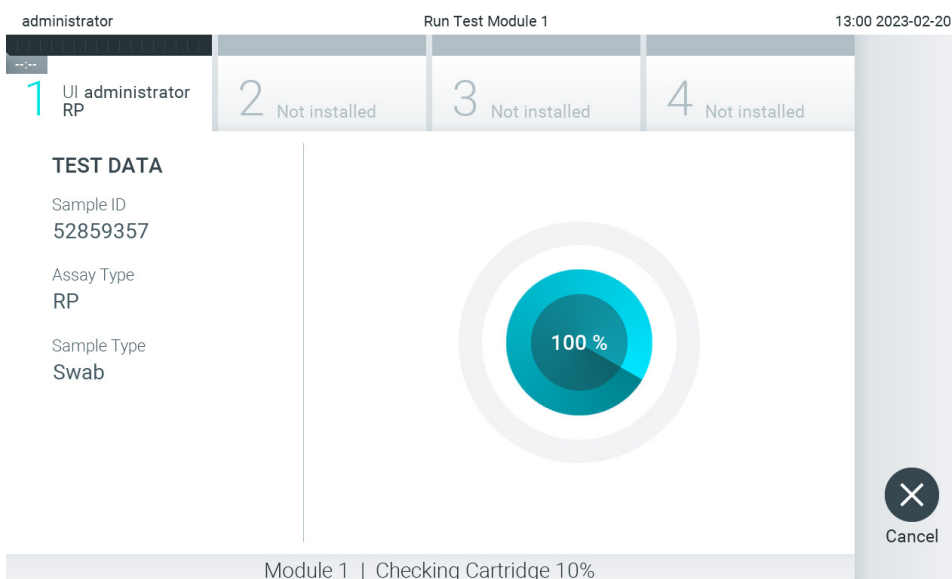 administrator Run Test Module 1 13:00 2023-02-20
--:--
1 UI administrator
RP
2 Not installed
3 Not installed
4 Not installed
TEST DATA
Sample ID
52859357
Assay Type
RP
Sample Type
Swab
100 %
Cancel
Module 1 | Checking Cartridge 10%